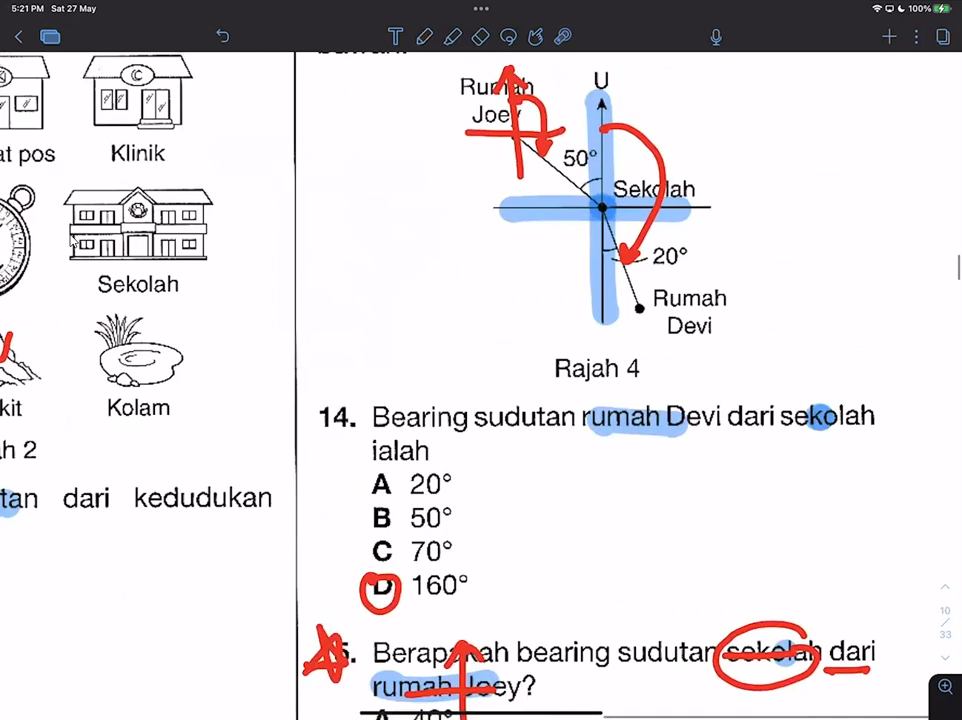 5:21 PM Sat 27 May
100%
at pos
Klinik
C
Sekolah
kit
Kolam
h 2
tan dari kedudukan
Rumah
Joey
U
50°
Sekolah
20°
Rumah
Devi
Rajah 4
14. Bearing sudutan rumah Devi dari sekolah
ialah
A 20°
B 50°
C 70°
D 160°
5. Berapakah bearing sudutan sekolah dari
rumah Joey?
A 40°
10
/
33